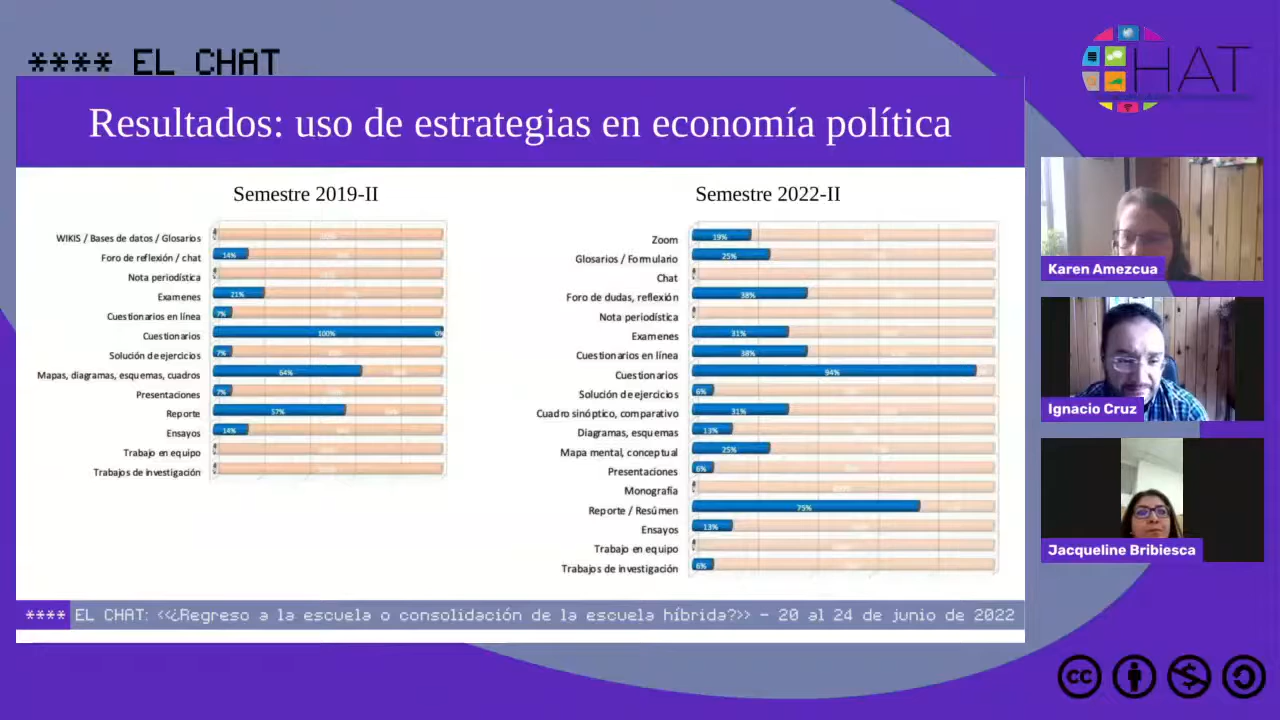 **** EL CHAT
HAT
Resultados: uso de estrategias en economía política
Semestre 2019-II
WIKIS / Bases de datos / Glosarios
Foro de reflexión / chat
14%
Nota periodística
Examenes
21%
Cuestionarios en línea
7%
Cuestionarios
100%
0%
Solución de ejercicios
7%
Mapas, diagramas, esquemas, cuadros
64%
Presentaciones
7%
Reporte
57%
Ensayos
14%
Trabajo en equipo
Trabajos de investigación
Semestre 2022-II
Zoom
19%
Glosarios / Formulario
25%
Chat
Foro de dudas, reflexión
38%
Nota periodística
Examenes
31%
Cuestionarios en línea
38%
Cuestionarios
94%
Solución de ejercicios
6%
Cuadro sinóptico, comparativo
31%
Diagramas, esquemas
13%
Mapa mental, conceptual
25%
Presentaciones
6%
Monografía
Reporte / Resúmen
75%
Ensayos
13%
Trabajo en equipo
Trabajos de investigación
6%
Karen Amezcua
Ignacio Cruz
Jacqueline Bribiesca
**** EL CHAT: <<¿Regreso a la escuela o consolidación de la escuela híbrida?>> - 20 al 24 de junio de 2022
cc